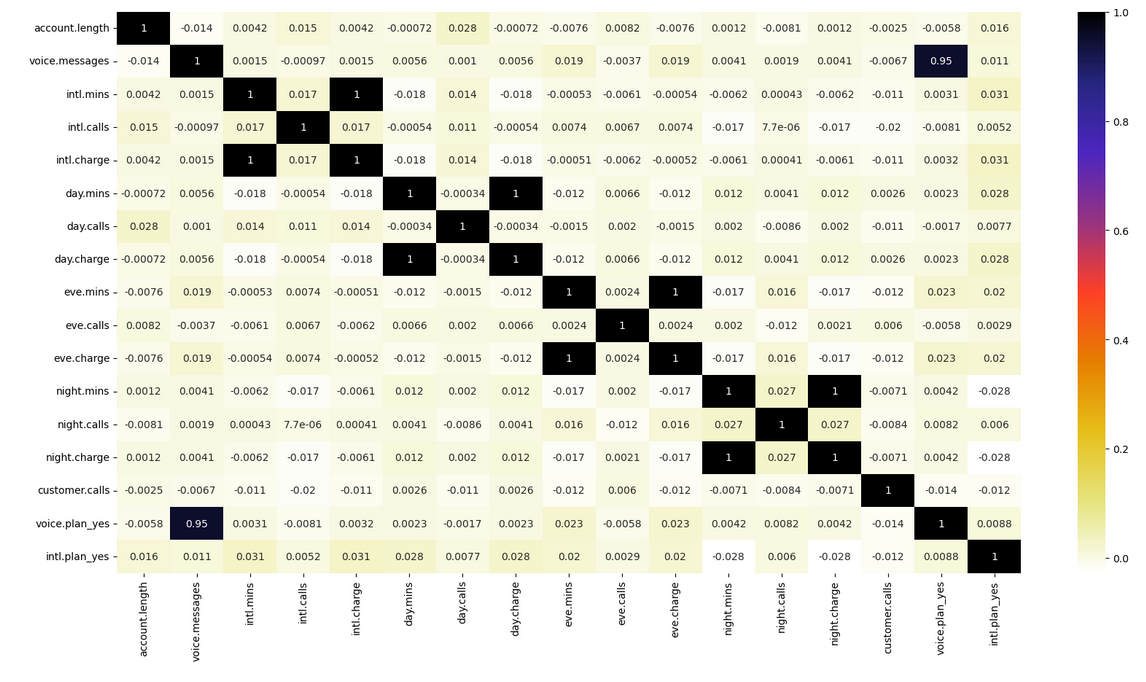 account.length 1 -0.014 0.0042 0.015 0.0042 -0.00072 0.028 -0.00072 -0.0076 0.0082 -0.0076 0.0012 -0.0081 0.0012 -0.0025 -0.0058 0.016
voice.messages -0.014 1 0.0015 -0.00097 0.0015 0.0056 0.001 0.0056 0.019 -0.0037 0.019 0.0041 0.0019 0.0041 -0.0067 0.95 0.011
intl.mins 0.0042 0.0015 1 0.017 1 -0.018 0.014 -0.018 -0.00053 -0.0061 -0.00054 -0.0062 0.00043 -0.0062 -0.011 0.0031 0.031
intl.calls 0.015 -0.00097 0.017 1 0.017 -0.00054 0.011 -0.00054 0.0074 0.0067 0.0074 -0.017 7.7e-06 -0.017 -0.02 -0.0081 0.0052
intl.charge 0.0042 0.0015 1 0.017 1 -0.018 0.014 -0.018 -0.00051 -0.0062 -0.00052 -0.0061 0.00041 -0.0061 -0.011 0.0032 0.031
day.mins -0.00072 0.0056 -0.018 -0.00054 -0.018 1 -0.00034 1 -0.012 0.0066 -0.012 0.012 0.0041 0.012 0.0026 0.0023 0.028
day.calls 0.028 0.001 0.014 0.011 0.014 -0.00034 1 -0.00034 -0.0015 0.002 -0.0015 0.002 -0.0086 0.002 -0.011 -0.0017 0.0077
day.charge -0.00072 0.0056 -0.018 -0.00054 -0.018 1 -0.00034 1 -0.012 0.0066 -0.012 0.012 0.0041 0.012 0.0026 0.0023 0.028
eve.mins -0.0076 0.019 -0.00053 0.0074 -0.00051 -0.012 -0.0015 -0.012 1 0.0024 1 -0.017 0.016 -0.017 -0.012 0.023 0.02
eve.calls 0.0082 -0.0037 -0.0061 0.0067 -0.0062 0.0066 0.002 0.0066 0.0024 1 0.0024 0.002 -0.012 0.0021 0.006 -0.0058 0.0029
eve.charge -0.0076 0.019 -0.00054 0.0074 -0.00052 -0.012 -0.0015 -0.012 1 0.0024 1 -0.017 0.016 -0.017 -0.012 0.023 0.02
night.mins 0.0012 0.0041 -0.0062 -0.017 -0.0061 0.012 0.002 0.012 -0.017 0.002 -0.017 1 0.027 1 -0.0071 0.0042 -0.028
night.calls -0.0081 0.0019 0.00043 7.7e-06 0.00041 0.0041 -0.0086 0.0041 0.016 -0.012 0.016 0.027 1 0.027 -0.0084 0.0082 0.006
night.charge 0.0012 0.0041 -0.0062 -0.017 -0.0061 0.012 0.002 0.012 -0.017 0.0021 -0.017 1 0.027 1 -0.0071 0.0042 -0.028
customer.calls -0.0025 -0.0067 -0.011 -0.02 -0.011 0.0026 -0.011 0.0026 -0.012 0.006 -0.012 -0.0071 -0.0084 -0.0071 1 -0.014 -0.012
voice.plan_yes -0.0058 0.95 0.0031 -0.0081 0.0032 0.0023 -0.0017 0.0023 0.023 -0.0058 0.023 0.0042 0.0082 0.0042 -0.014 1 0.0088
intl.plan_yes 0.016 0.011 0.031 0.0052 0.031 0.028 0.0077 0.028 0.02 0.0029 0.02 -0.028 0.006 -0.028 -0.012 0.0088 1
account.length voice.messages intl.mins intl.calls intl.charge day.mins day.calls day.charge eve.mins eve.calls eve.charge night.mins night.calls night.charge customer.calls voice.plan_yes intl.plan_yes
1.0
0.8
0.6
0.4
0.2
0.0